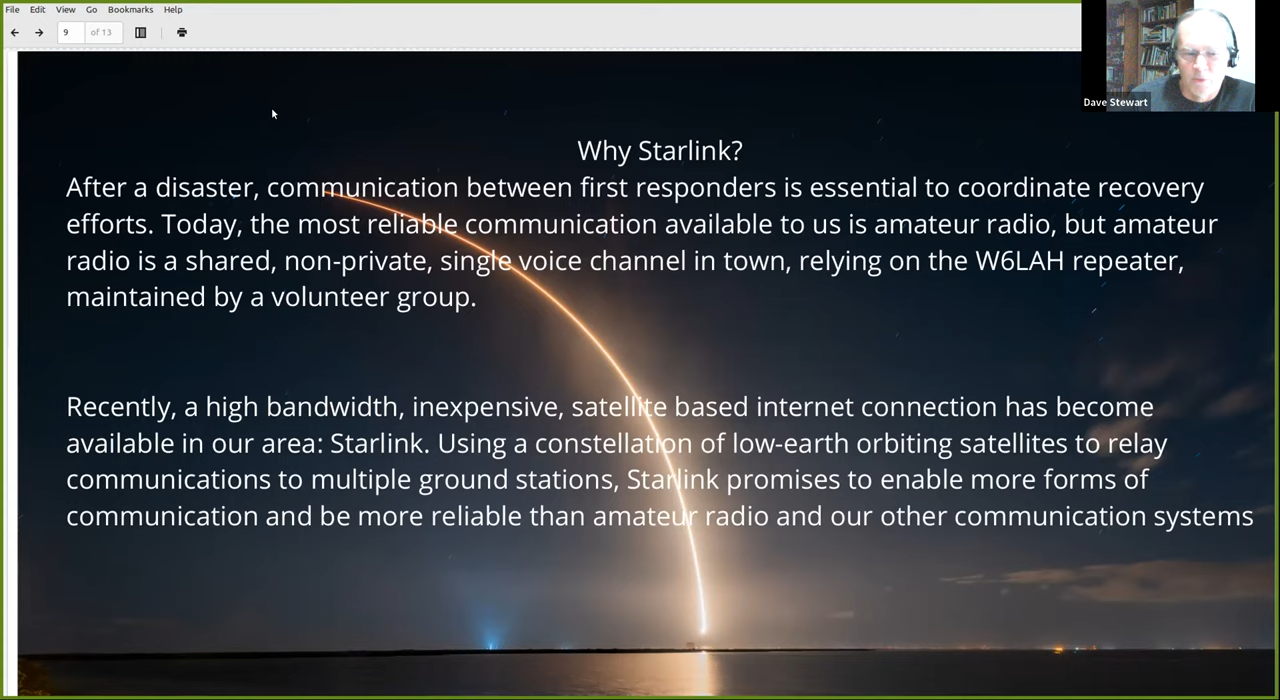 File Edit View Go Bookmarks Help
9 of 13
Dave Stewart
Why Starlink?
After a disaster, communication between first responders is essential to coordinate recovery
efforts. Today, the most reliable communication available to us is amateur radio, but amateur
radio is a shared, non-private, single voice channel in town, relying on the W6LAH repeater,
maintained by a volunteer group.
Recently, a high bandwidth, inexpensive, satellite based internet connection has become
available in our area: Starlink. Using a constellation of low-earth orbiting satellites to relay
communications to multiple ground stations, Starlink promises to enable more forms of
communication and be more reliable than amateur radio and our other communication systems